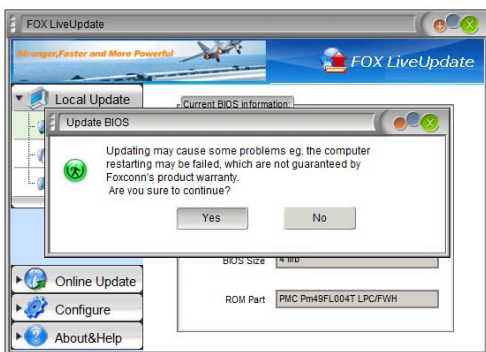 FOX LiveUpdate
Stronger,Faster and More Powerful
FOX LiveUpdate
Local Update
Current BIOS information:
Update BIOS
Updating may cause some problems eg. the computer
restarting may be failed, which are not guaranteed by
Foxconn's product warranty.
Are you sure to continue?
Yes
No
BIOS Size
4 Mb
Online Update
ROM Part
PMC Pm49FL004T LPC/FWH
Configure
About&Help